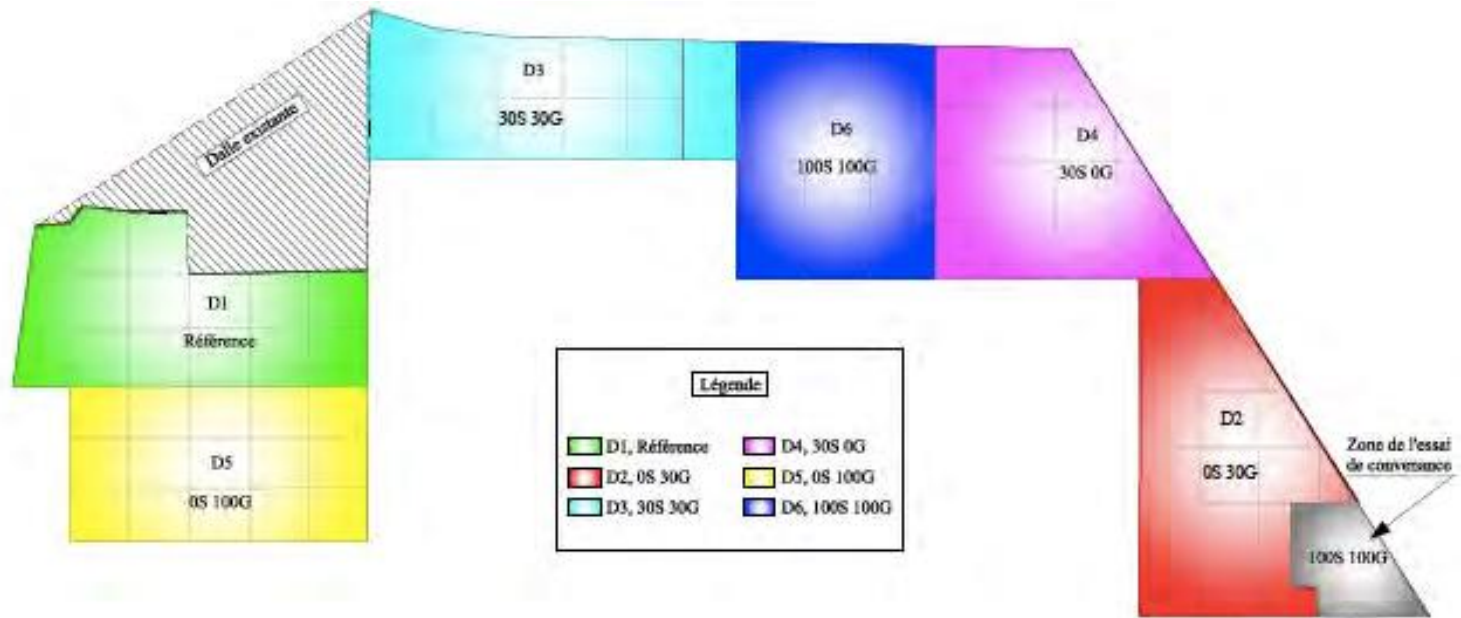 Dalle existante
D3
30S 30G
D6
100S 100G
D4
30S 0G
D1
Référence
D5
0S 100G
D2
0S 30G
Zone de l'essai
de convenance
100S 100G
Légende
D1, Référence
D4, 30S 0G
D2, 0S 30G
D5, 0S 100G
D3, 30S 30G
D6, 100S 100G